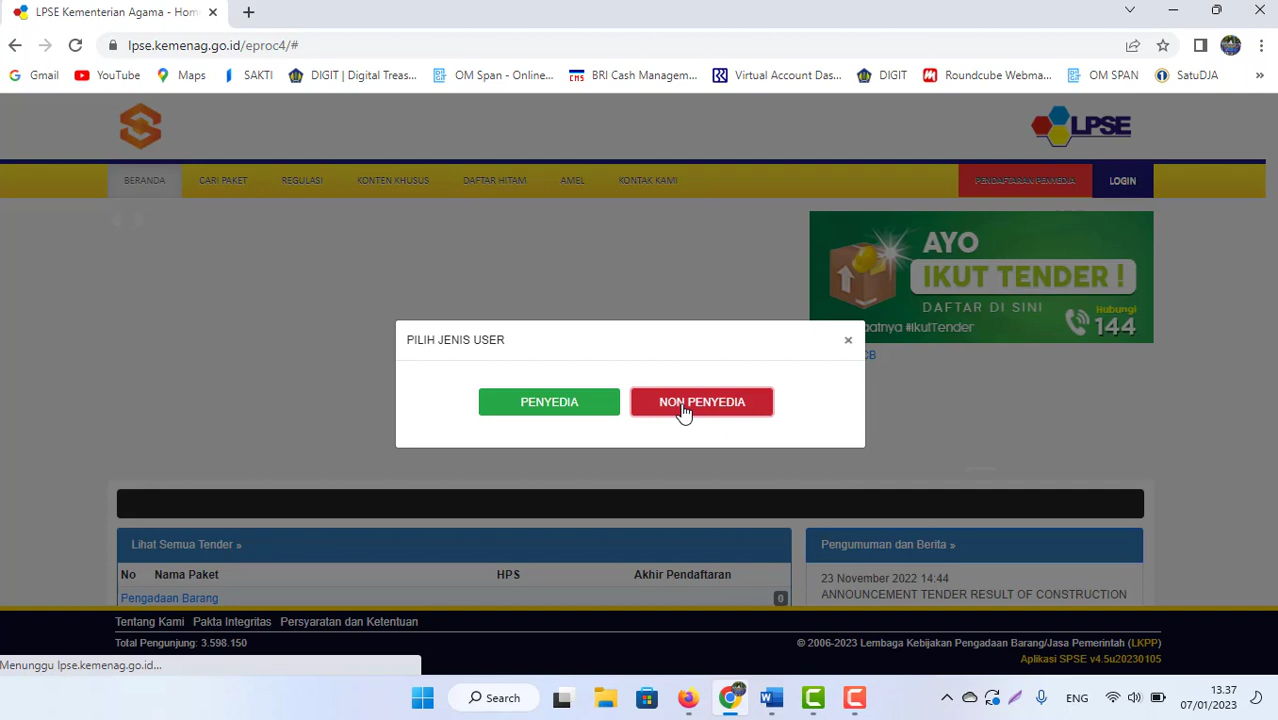 LPSE Kementerian Agama - Hom
lpse.kemenag.go.id/eproc4/#
Gmail YouTube Maps SAKTI DIGIT | Digital Treas... OM Span - Online... BRI Cash Managem... Virtual Account Das... DIGIT Roundcube Webma... OM SPAN SatuDJA »
LPSE
BERANDA CARI PAKET REGULASI KONTEN KHUSUS DAFTAR HITAM AMEL KONTAK KAMI PENDAFTARAN PENYEDIA LOGIN
AYO
IKUT TENDER !
DAFTAR DI SINI
Hubungi
#IkutTender 144
PILIH JENIS USER ×
PENYEDIA NON PENYEDIA
Lihat Semua Tender » Pengumuman dan Berita »
No Nama Paket HPS Akhir Pendaftaran
23 November 2022 14:44
ANNOUNCEMENT TENDER RESULT OF CONSTRUCTION
Pengadaan Barang 0
Tentang Kami Pakta Integritas Persyaratan dan Ketentuan
Total Pengunjung: 3.598.150 © 2006-2023 Lembaga Kebijakan Pengadaan Barang/Jasa Pemerintah (LKPP)
Aplikasi SPSE v4.5u20230105
Menunggu lpse.kemenag.go.id...
Search ENG 13.37
07/01/2023